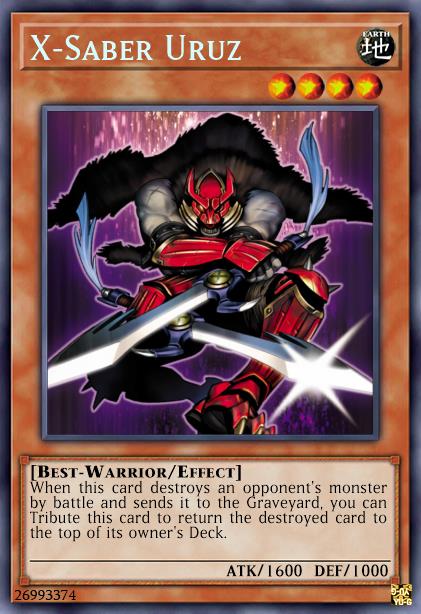 X-Saber Uruz
EARTH
地
[Best-Warrior/Effect]
When this card destroys an opponent's monster
by battle and sends it to the Graveyard, you can
Tribute this card to return the destroyed card to
the top of its owner's Deck.
ATK/1600 DEF/1000
26993374